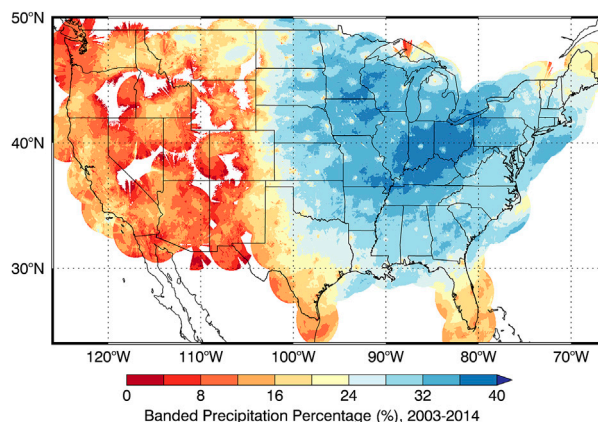 50°N
40°N
30°N
120°W 110°W 100°W 90°W 80°W 70°W
0 8 16 24 32 40
Banded Precipitation Percentage (%), 2003-2014